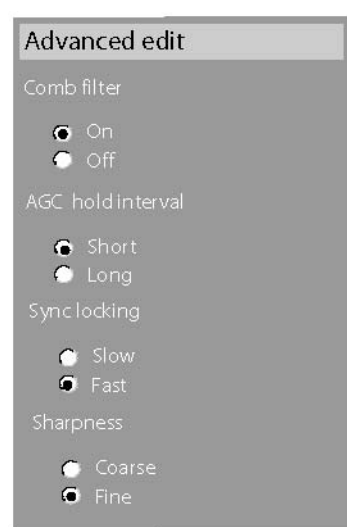 Advanced edit
Comb filter
On
Off
AGC hold interval
Short
Long
Sync locking
Slow
Fast
Sharpness
Coarse
Fine